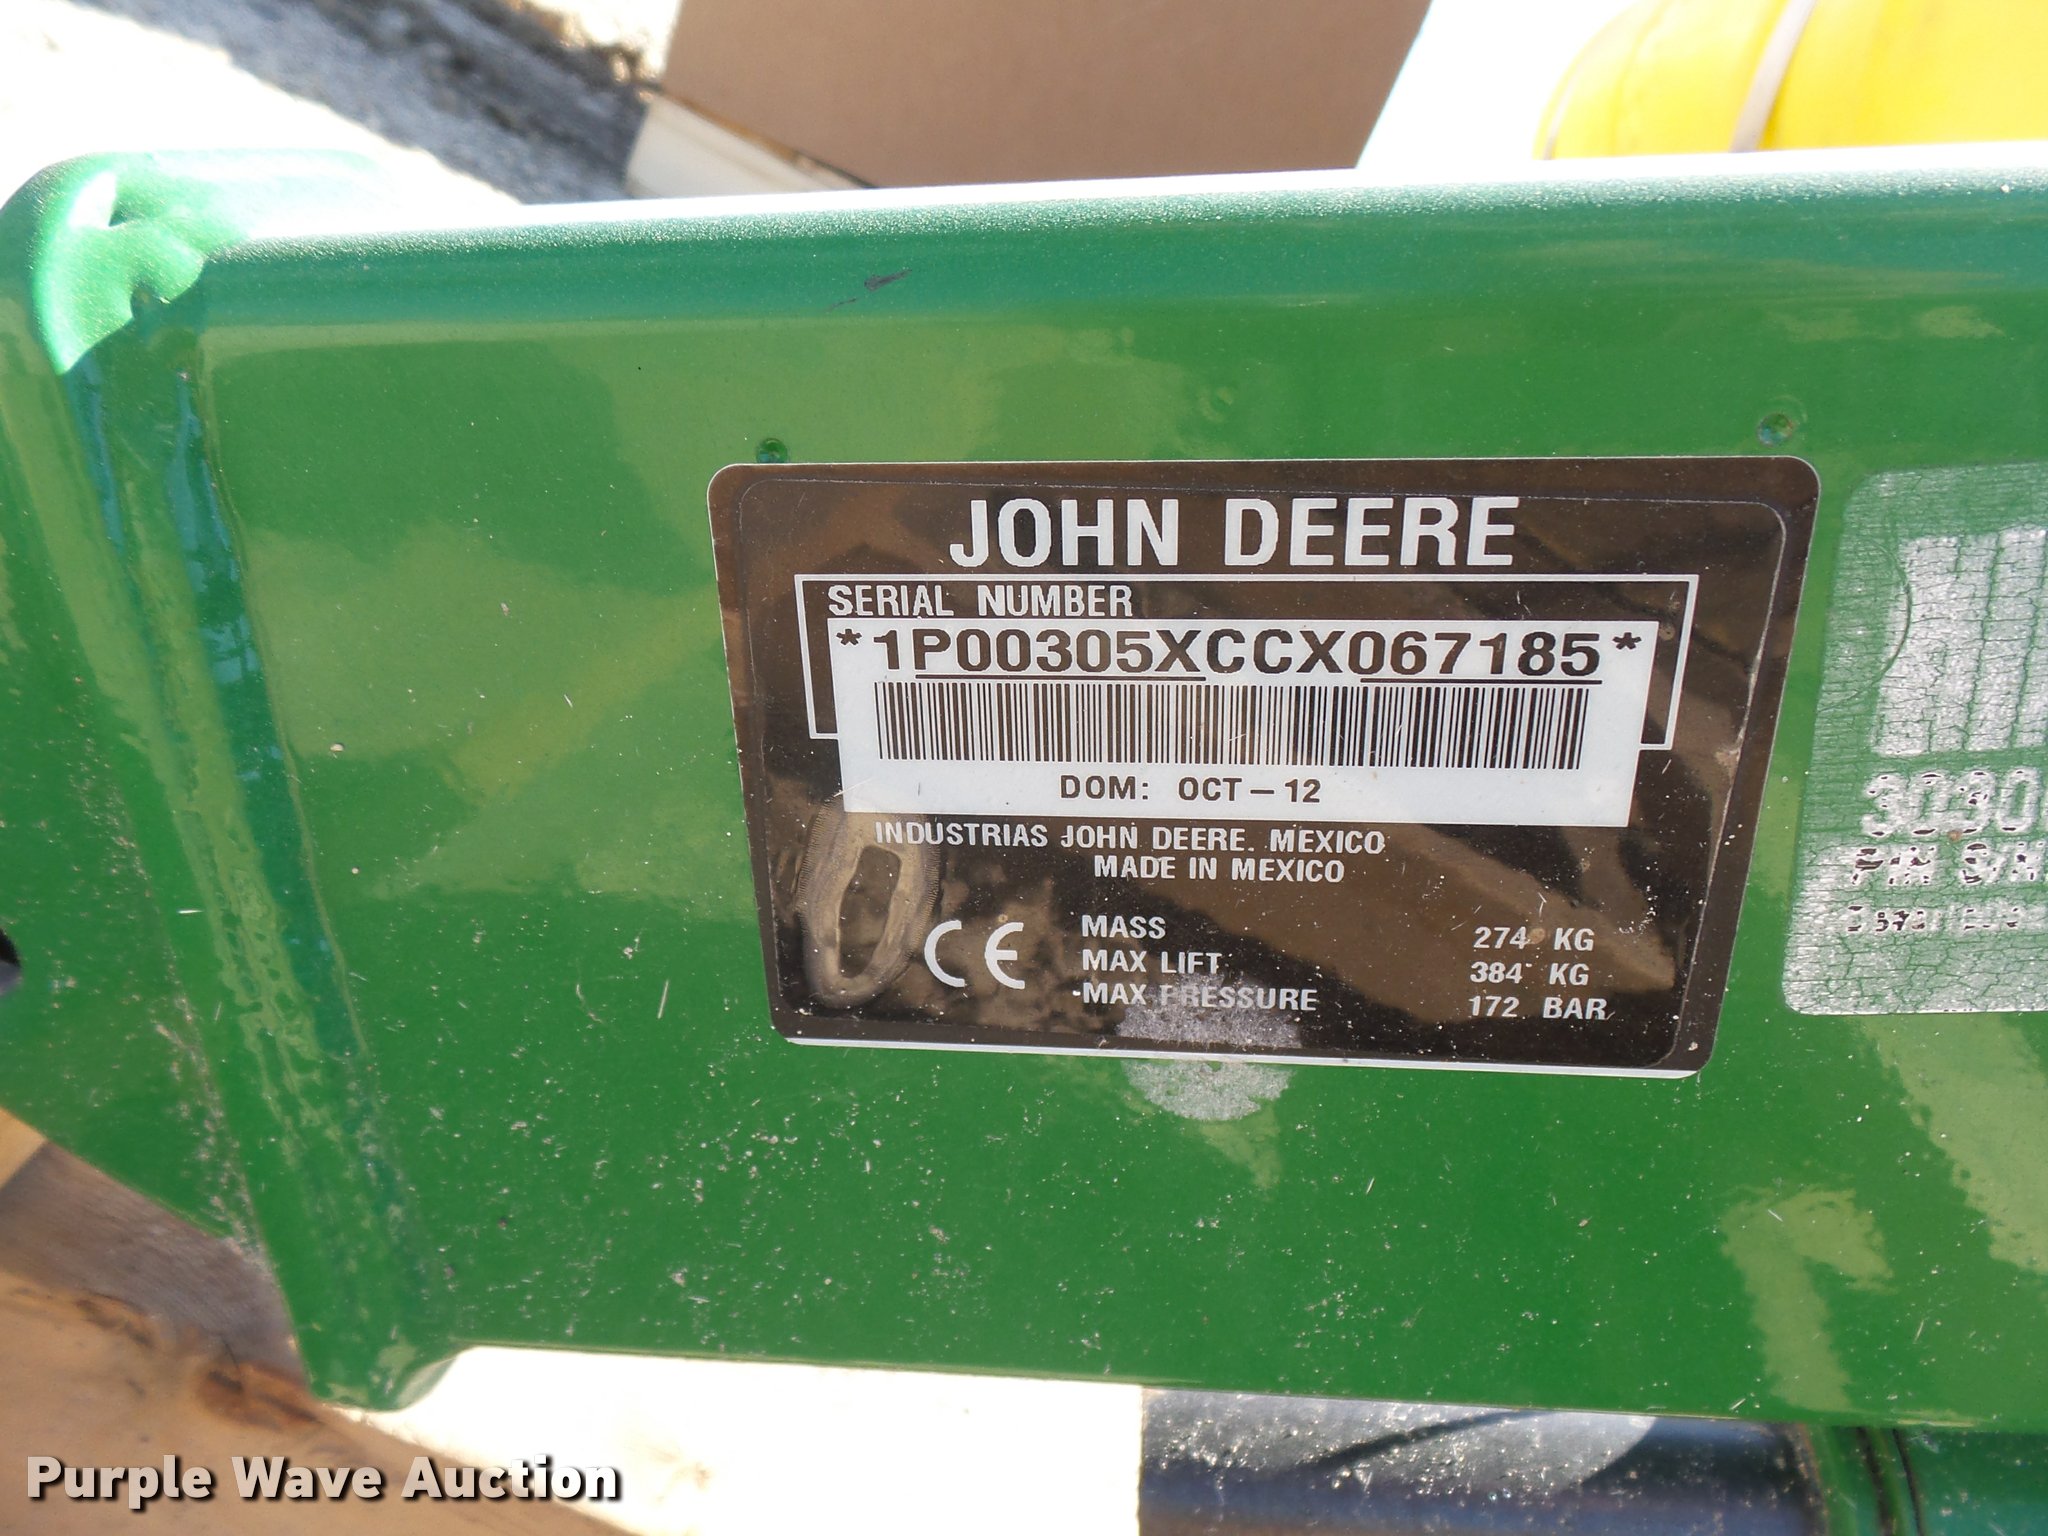 JOHN DEERE
SERIAL NUMBER
*1P00305XCCX067185*
DOM: OCT-12
INDUSTRIAS JOHN DEERE. MEXICO
MADE IN MEXICO
CE
MASS 274 KG
MAX LIFT 384 KG
MAX PRESSURE 172 BAR
Purple Wave Auction